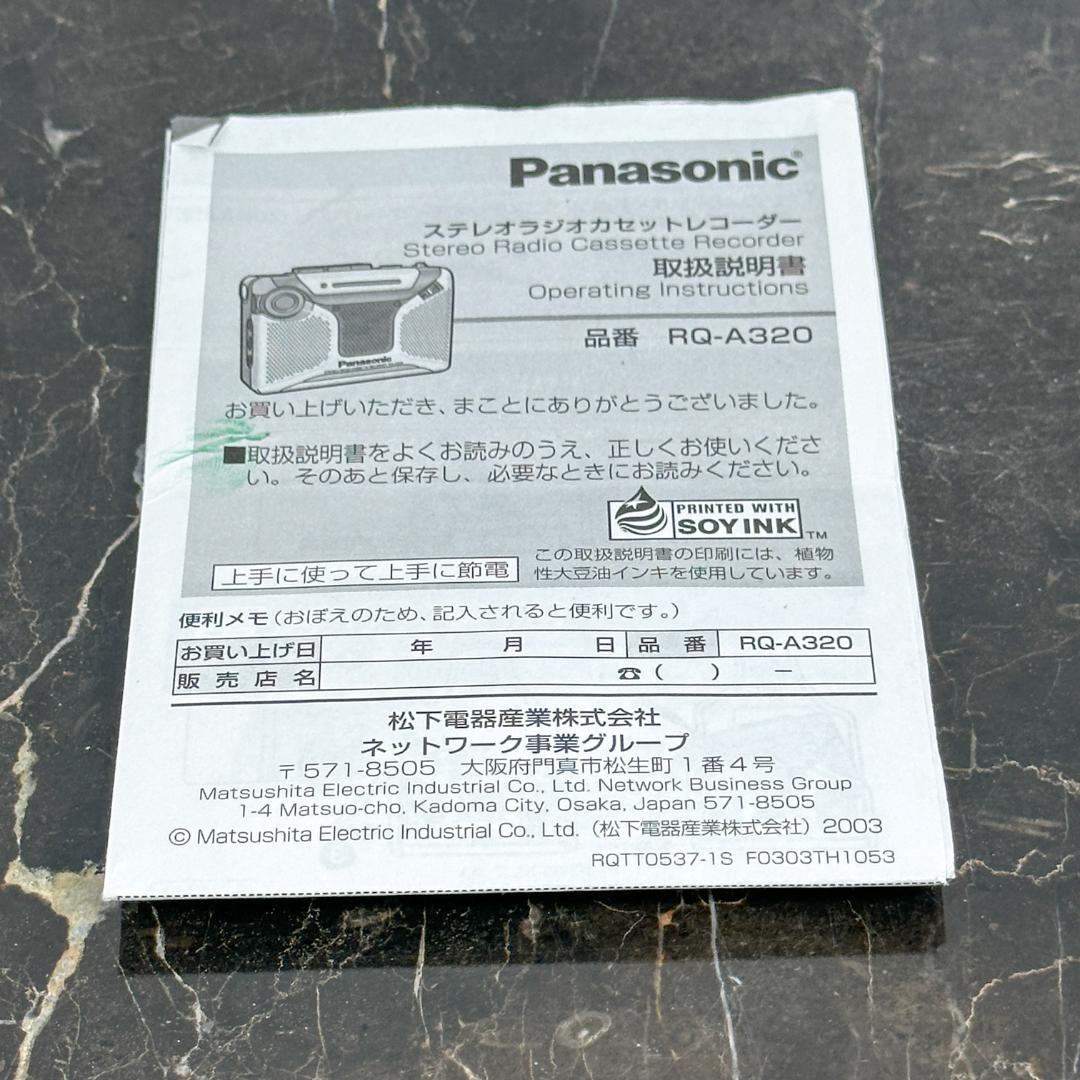 Panasonic®
ステレオラジオカセットレコーダー
Stereo Radio Cassette Recorder
取扱説明書
Operating Instructions
品番 RQ-A320
Panasonic
お買い上げいただき、まことにありがとうございました。
■取扱説明書をよくお読みのうえ、正しくお使いくださ
い。そのあと保存し、必要なときにお読みください。
PRINTED WITH
SOY INK™
この取扱説明書の印刷には、植物
性大豆油インキを使用しています。
上手に使って上手に節電
便利メモ(おぼえのため、記入されると便利です。)
お買い上げ日 年 月 日 品番 RQ-A320
販売店名 ☎( ) −
松下電器産業株式会社
ネットワーク事業グループ
〒571-8505 大阪府門真市松生町1番4号
Matsushita Electric Industrial Co., Ltd. Network Business Group
1-4 Matsuo-cho, Kadoma City, Osaka, Japan 571-8505
© Matsushita Electric Industrial Co., Ltd.(松下電器産業株式会社)2003
RQTT0537-1S F0303TH1053